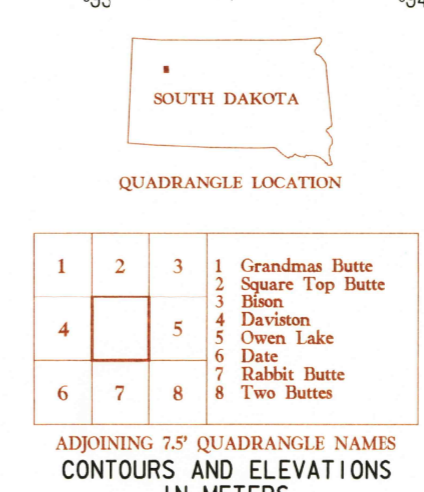 SOUTH DAKOTA
QUADRANGLE LOCATION
1 2 3
4 5
6 7 8
1 Grandmas Butte
2 Square Top Butte
3 Bison
4 Daviston
5 Owen Lake
6 Date
7 Rabbit Butte
8 Two Buttes
ADJOINING 7.5' QUADRANGLE NAMES
CONTOURS AND ELEVATIONS
IN METERS